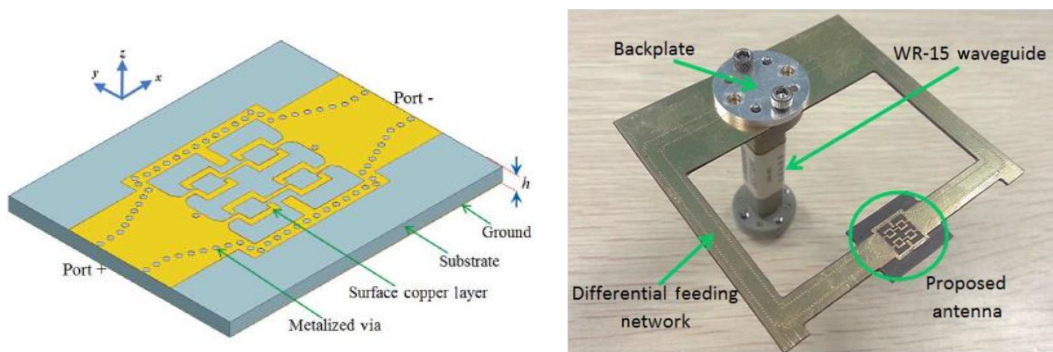 z
y
x
Port -
h
Ground
Substrate
Port +
Surface copper layer
Metalized via
Backplate
WR-15 waveguide
Differential feeding
network
Proposed
antenna